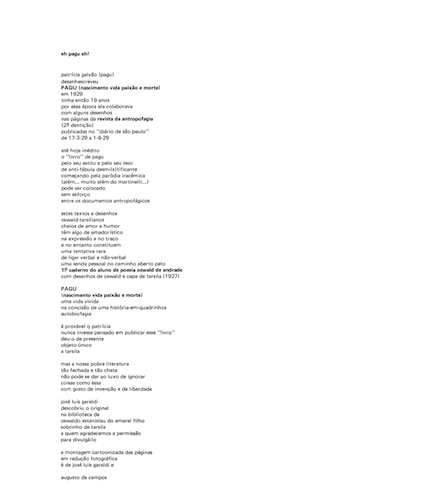 eh pagu eh!
patrícia galvão (pagu)
desenhescreveu
PAGU (nascimento vida paixão e morte)
em 1929
tinha então 19 anos
por essa época ela colaborava
com alguns desenhos
nas páginas da revista da antropofagia
(2ª dentição)
publicadas no "diário de são paulo"
de 17-3-29 a 1-8-29
até hoje inédito
o "livro" de pagu
pelo seu estilo e pelo seu teor
de anti-fábula desmi(s)tificante
começando pela paródia iracêmica
(além... muito além do martinelli...)
pode ser colocado
sem esforço
entre os documentos antropofágicos
estes textos e desenhos
oswald-tarsilianos
cheios de amor e humor
têm algo de amadorístico
na expressão e no traço
e no entanto constituem
uma tentativa rara
de ligar verbal e não-verbal
uma senda pessoal no caminho aberto pelo
1º caderno do aluno de poesia oswald de andrade
com desenhos de oswald e capa de tarsila (1927)
PAGU
(nascimento vida paixão e morte)
uma vida vivida
na concisão de uma história-em-quadrinhos
autobiofagia
é provável q patrícia
nunca tivesse pensado em publicar esse "livro"
deu-o de presente
objeto único
a tarsila
mas a nossa pobre literatura
tão fechada e tão chata
não pode se dar ao luxo de ignorar
coisas como essa
com gosto de invenção e de liberdade
josé luís garaldi
descobriu o original
na biblioteca de
oswaldo estanislau do amaral filho
sobrinho de tarsila
a quem agradecemos a permissão
para divulgá-lo
a montagem cartoonizada das páginas
em redução fotográfica
é de josé luís garaldi e
augusto de campos